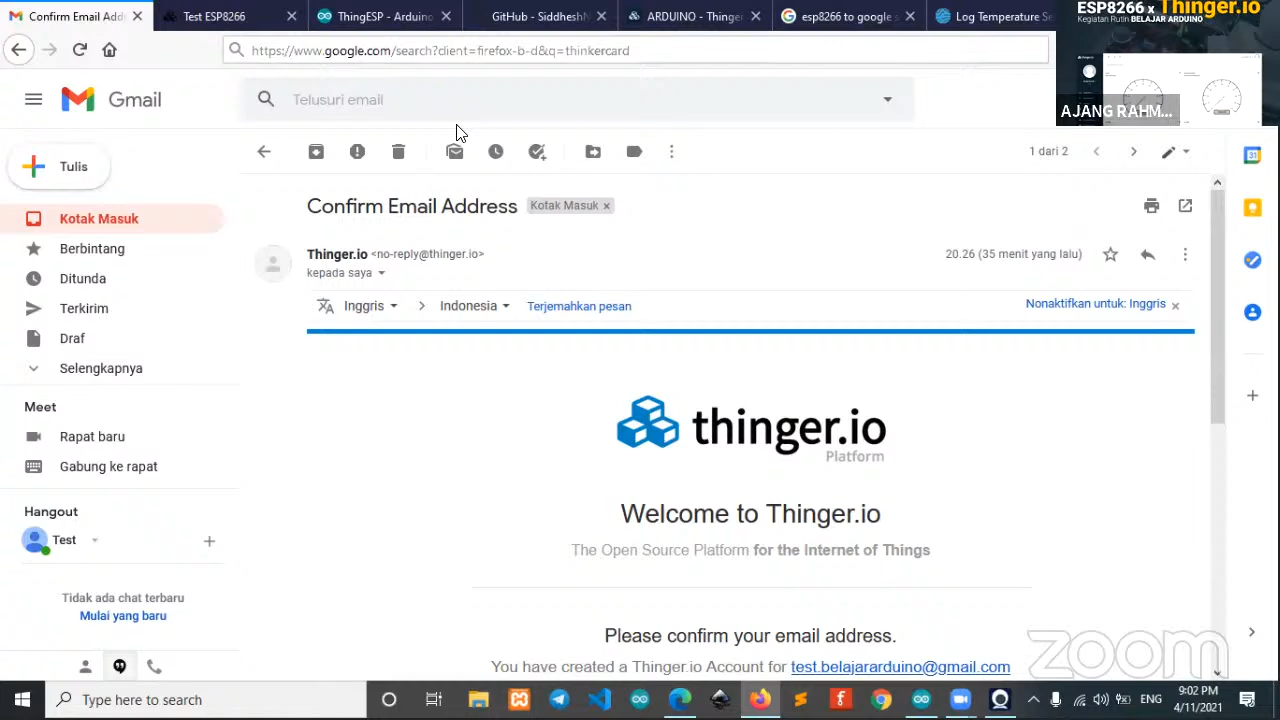 Confirm Email Addr
Test ESP8266
ThingESP - Arduino
GitHub - SiddheshN
ARDUINO - Thinger
esp8266 to google s
Log Temperature Se
ESP8266 x Thinger.io
Kegiatan Rutin BELAJAR ARDUINO
https://www.google.com/search?client=firefox-b-d&q=thinkercard
AJANG RAHM...
Gmail
Telusuri email
Tulis
1 dari 2
Kotak Masuk
Berbintang
Ditunda
Terkirim
Draf
Selengkapnya
Meet
Rapat baru
Gabung ke rapat
Hangout
Test
Tidak ada chat terbaru
Mulai yang baru
Confirm Email Address
Kotak Masuk ×
Thinger.io <no-reply@thinger.io>
20.26 (35 menit yang lalu)
kepada saya
Inggris > Indonesia
Terjemahkan pesan
Nonaktifkan untuk: Inggris ×
thinger.io
Platform
Welcome to Thinger.io
The Open Source Platform for the Internet of Things
Please confirm your email address.
You have created a Thinger.io Account for test.belajararduino@gmail.com
zoom
Type here to search
ENG
9:02 PM
4/11/2021